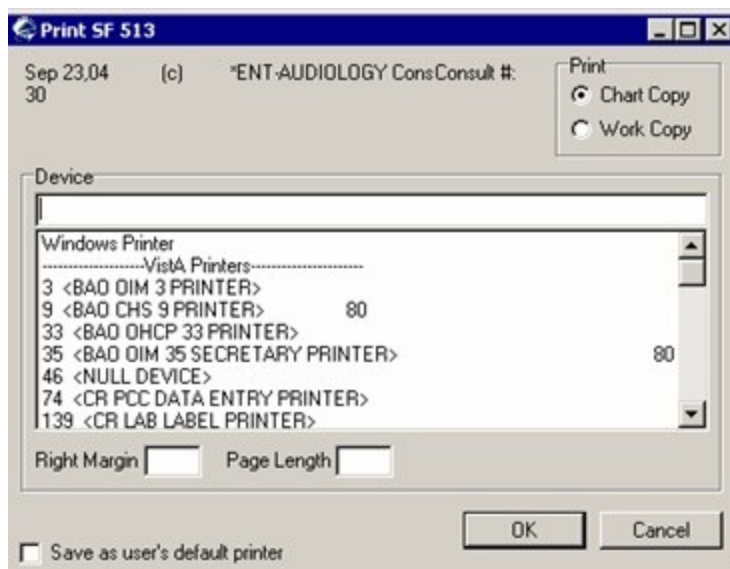 Print SF 513
Sep 23,04 (c) *ENT-AUDIOLOGY ConsConsult #:
30
Print
Chart Copy
Work Copy
Device
Windows Printer
----------------------VistA Printers------------------------
3 <BAO OIM 3 PRINTER>
9 <BAO CHS 9 PRINTER> 80
33 <BAO OHCP 33 PRINTER>
35 <BAO OIM 35 SECRETARY PRINTER> 80
46 <NULL DEVICE>
74 <CR PCC DATA ENTRY PRINTER>
139 <CR LAB LABEL PRINTER>
Right Margin Page Length
OK Cancel
Save as user's default printer